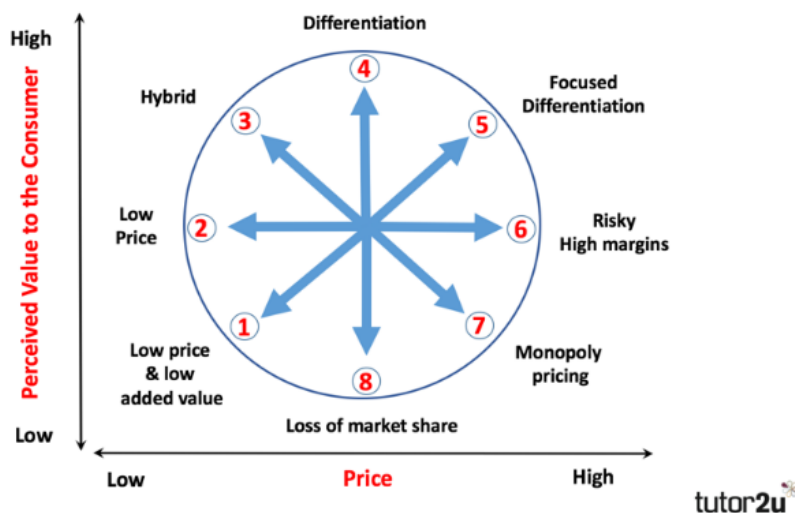 Differentiation
High
4
Hybrid
Focused
Differentiation
3
5
Perceived Value to the Consumer
Low
Price
2
6
Risky
High margins
1
7
Low price
& low
added value
Monopoly
pricing
8
Low
Loss of market share
Low
Price
High
tutor2u